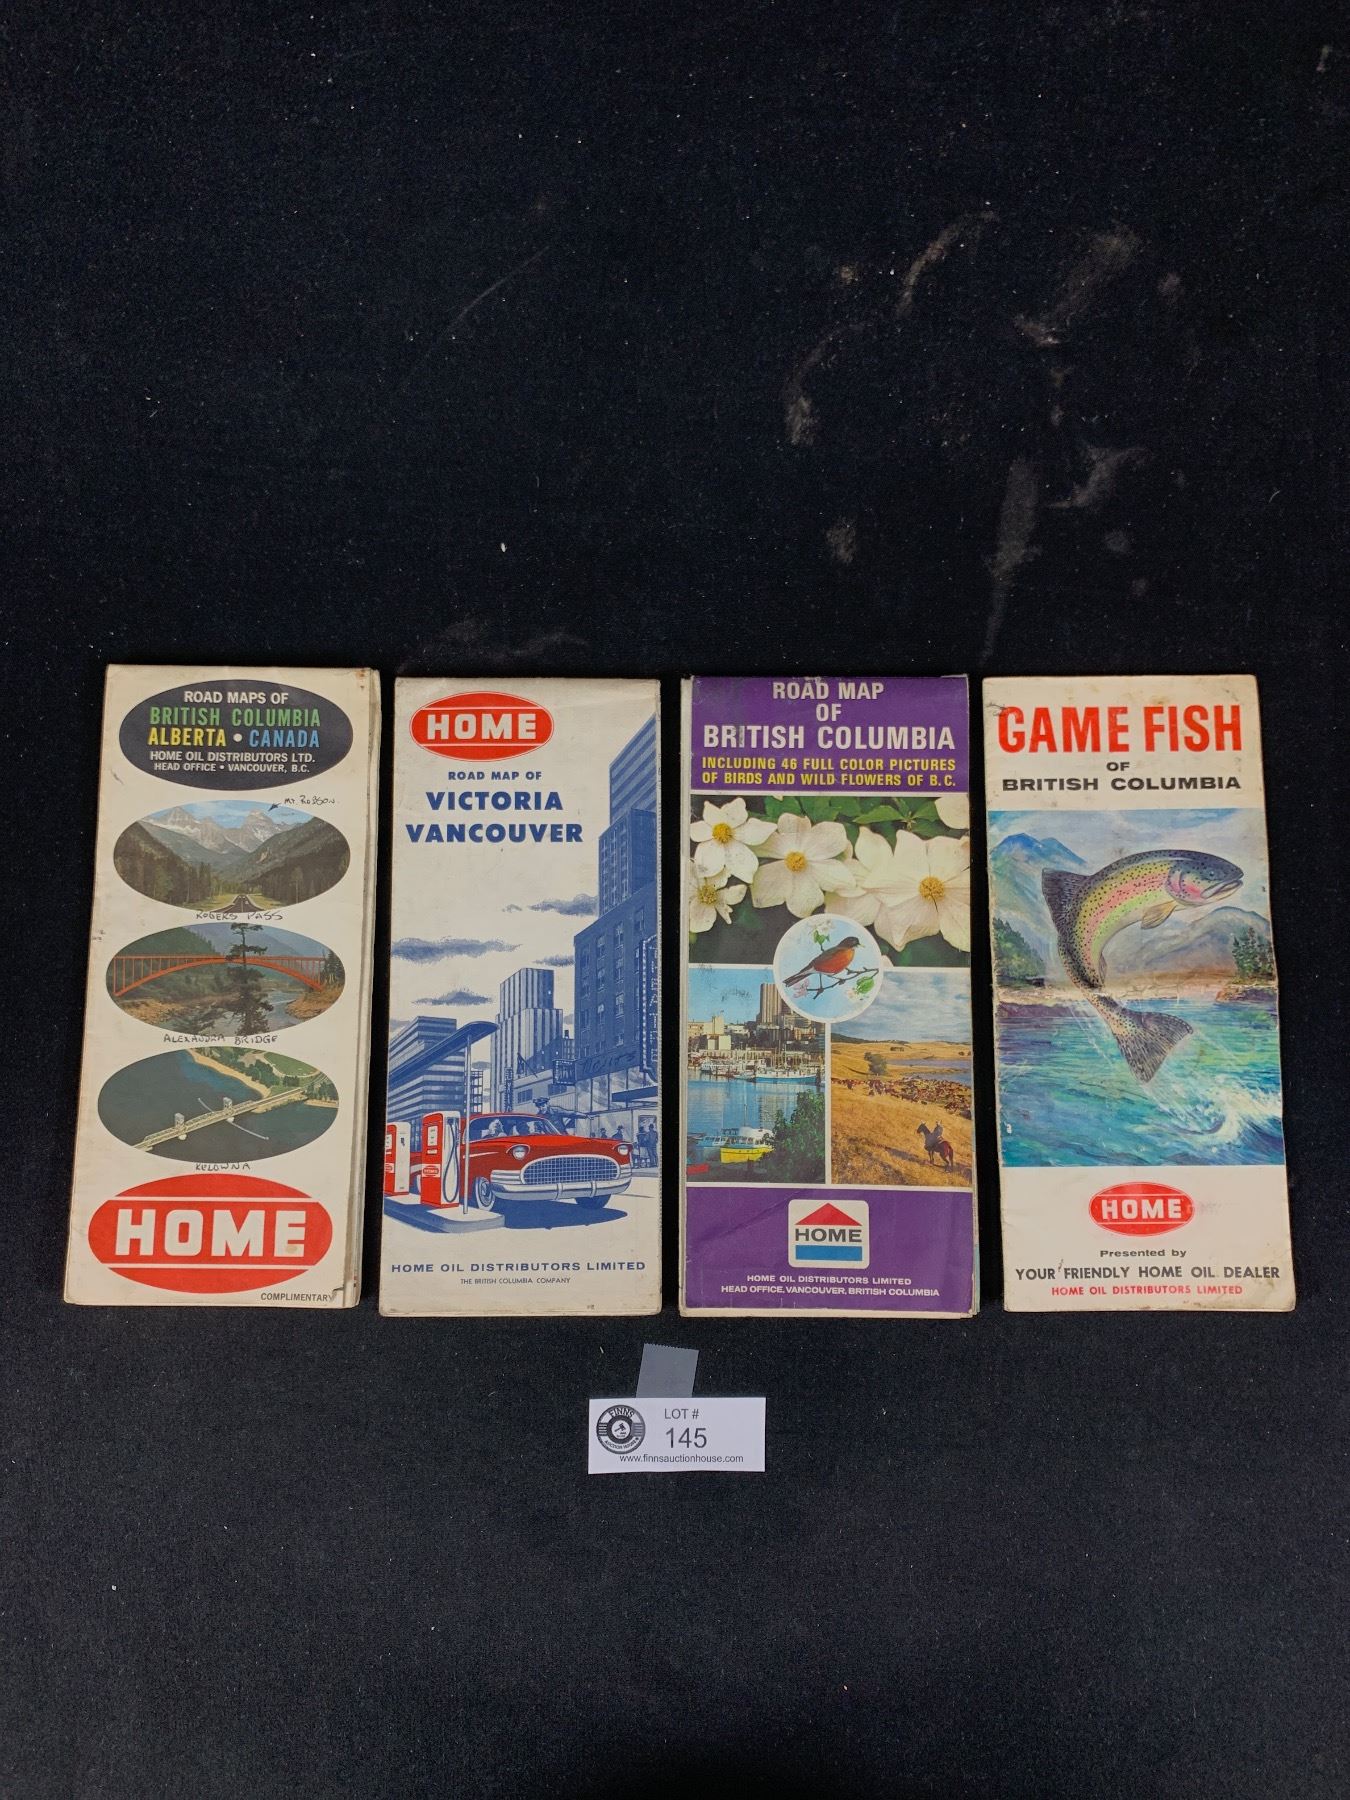 ROAD MAPS OF
BRITISH COLUMBIA
ALBERTA • CANADA
HOME OIL DISTRIBUTORS LTD.
HEAD OFFICE • VANCOUVER, B.C.
MT. ROBSON.
ROGERS PASS
ALEXANDRA BRIDGE
KELOWNA
HOME
COMPLIMENTARY
HOME
ROAD MAP OF
VICTORIA
VANCOUVER
HOME
HOME OIL DISTRIBUTORS LIMITED
THE BRITISH COLUMBIA COMPANY
ROAD MAP
OF
BRITISH COLUMBIA
INCLUDING 46 FULL COLOR PICTURES
OF BIRDS AND WILD FLOWERS OF B.C.
HOME
HOME OIL DISTRIBUTORS LIMITED
HEAD OFFICE, VANCOUVER, BRITISH COLUMBIA
GAME FISH
OF
BRITISH COLUMBIA
HOME
Presented by
YOUR FRIENDLY HOME OIL DEALER
HOME OIL DISTRIBUTORS LIMITED
FINNS
AUCTION HOUSE
LOT #
145
www.finnsauctionhouse.com